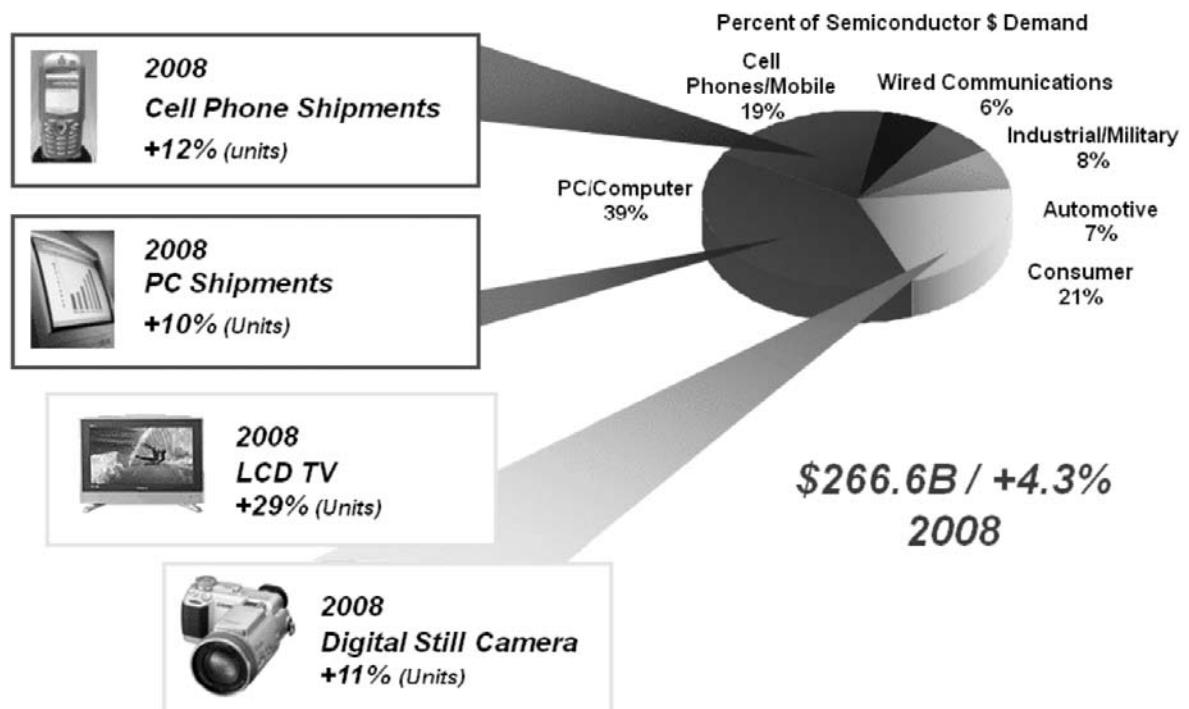 Percent of Semiconductor $ Demand
2008
Cell Phone Shipments
+12% (units)
2008
PC Shipments
+10% (Units)
2008
LCD TV
+29% (Units)
2008
Digital Still Camera
+11% (Units)
Cell
Phones/Mobile
19%
Wired Communications
6%
Industrial/Military
8%
PC/Computer
39%
Automotive
7%
Consumer
21%
$266.6B / +4.3%
2008